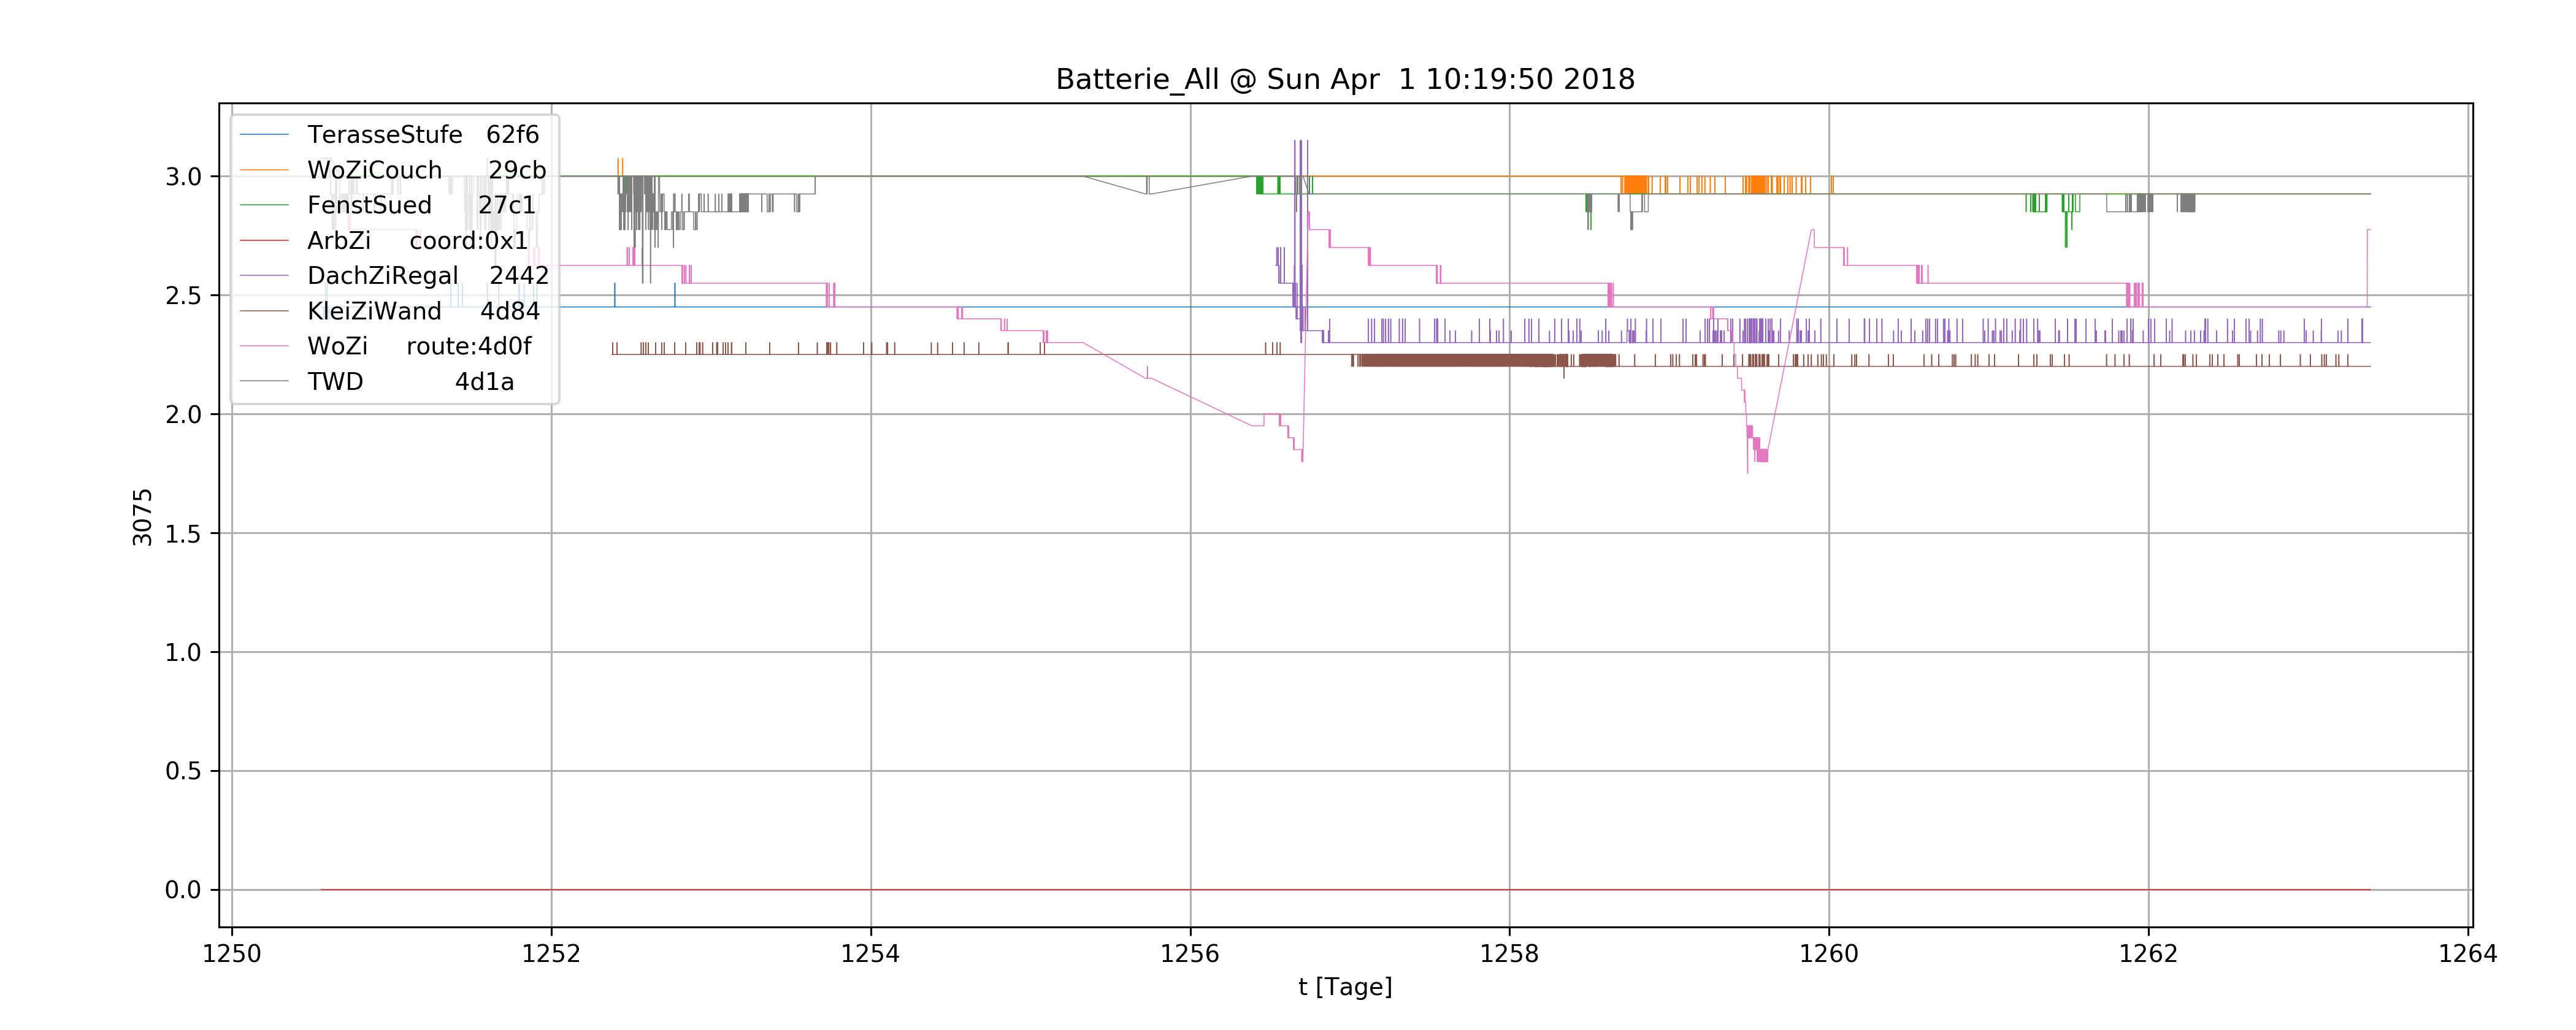 Batterie_All @ Sun Apr  1 10:19:50 2018
TerasseStufe 62f6
WoZiCouch 29cb
FenstSued 27c1
ArbZi coord:0x1
DachZiRegal 2442
KleiZiWand 4d84
WoZi route:4d0f
TWD 4d1a
3.0
2.5
2.0
1.5
1.0
0.5
0.0
3075
1250 1252 1254 1256 1258 1260 1262 1264
t [Tage]